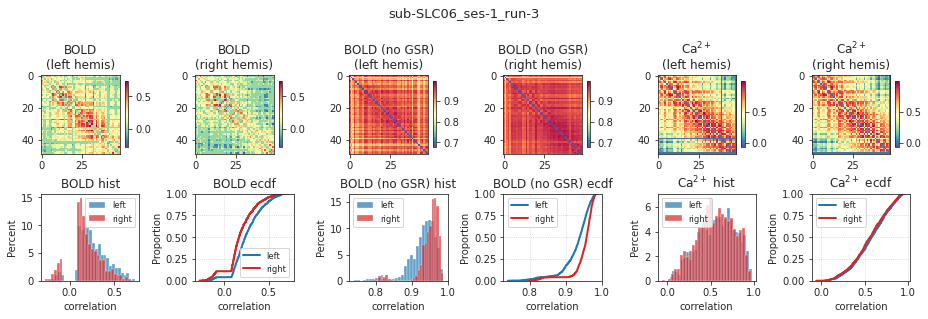 sub-SLC06_ses-1_run-3
BOLD
(left hemis)
BOLD
(right hemis)
BOLD (no GSR)
(left hemis)
BOLD (no GSR)
(right hemis)
Ca²⁺
(left hemis)
Ca²⁺
(right hemis)
0
20
40
0
25
0.5
0.0
0
20
40
0
25
0.5
0.0
0
20
40
0
25
0.9
0.8
0.7
0
20
40
0
25
0.9
0.8
0.7
0
20
40
0
25
0.5
0.0
0
20
40
0
25
0.5
0.0
BOLD hist
Percent
15
10
5
0
0.0
0.5
correlation
left
right
BOLD ecdf
Proportion
1.00
0.75
0.50
0.25
0.00
0.0
0.5
correlation
left
right
BOLD (no GSR) hist
Percent
15
10
5
0
0.8
0.9
1.0
correlation
left
right
BOLD (no GSR) ecdf
Proportion
1.00
0.75
0.50
0.25
0.00
0.8
0.9
1.0
correlation
left
right
Ca²⁺ hist
Percent
6
4
2
0
0.0
0.5
1.0
correlation
left
right
Ca²⁺ ecdf
Proportion
1.00
0.75
0.50
0.25
0.00
0.0
0.5
1.0
correlation
left
right